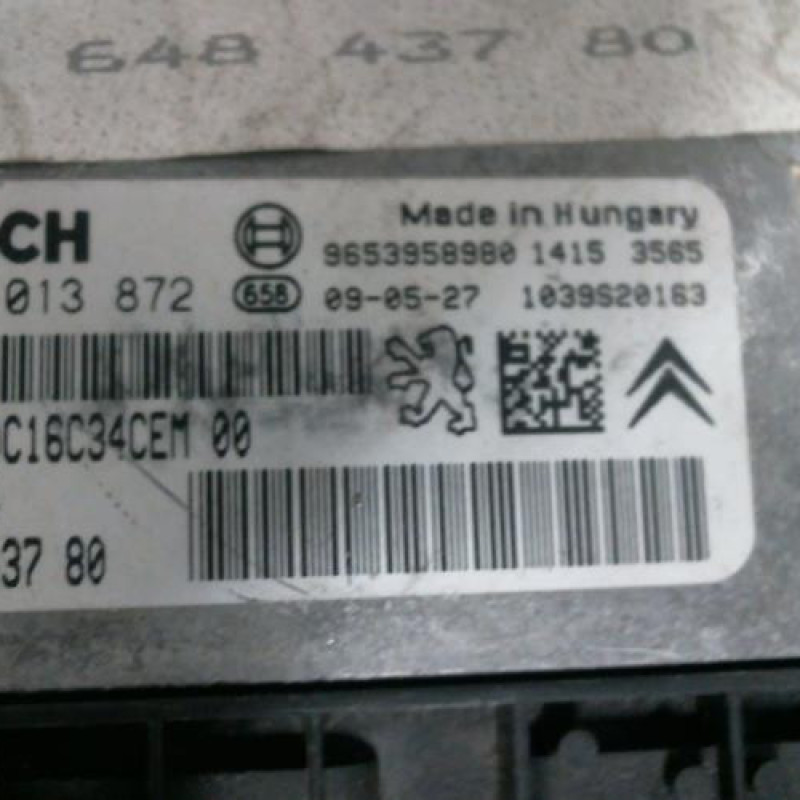 648 437 80
CH
Made in Hungary
9653958980 1415 3565
013 872
658
09-05-27 1039S20163
C16C34CEM 00
37 80